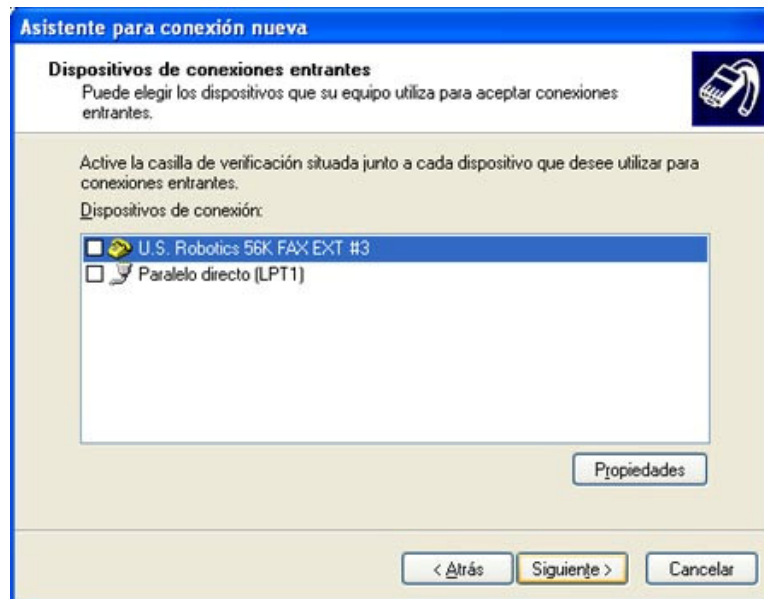 Asistente para conexión nueva
Dispositivos de conexiones entrantes
Puede elegir los dispositivos que su equipo utiliza para aceptar conexiones
entrantes.
Active la casilla de verificación situada junto a cada dispositivo que desee utilizar para
conexiones entrantes.
Dispositivos de conexión:
U.S. Robotics 56K FAX EXT #3
Paralelo directo (LPT1)
Propiedades
< Atrás
Siguiente >
Cancelar